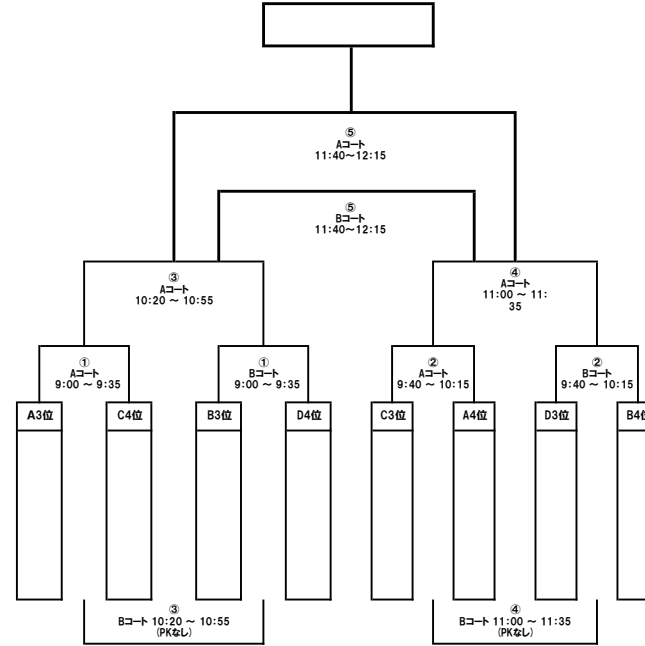 ⑤
Aコート
11:40～12:15
⑤
Bコート
11:40～12:15
③
Aコート
10:20 ～ 10:55
④
Aコート
11:00 ～ 11:
35
①
Aコート
9:00 ～ 9:35
①
Bコート
9:00 ～ 9:35
②
Aコート
9:40 ～ 10:15
②
Bコート
9:40 ～ 10:15
A3位
C4位
B3位
D4位
C3位
A4位
D3位
B4位
③
Bコート 10:20 ～ 10:55
(PKなし)
④
Bコート 11:00 ～ 11:35
(PKなし)